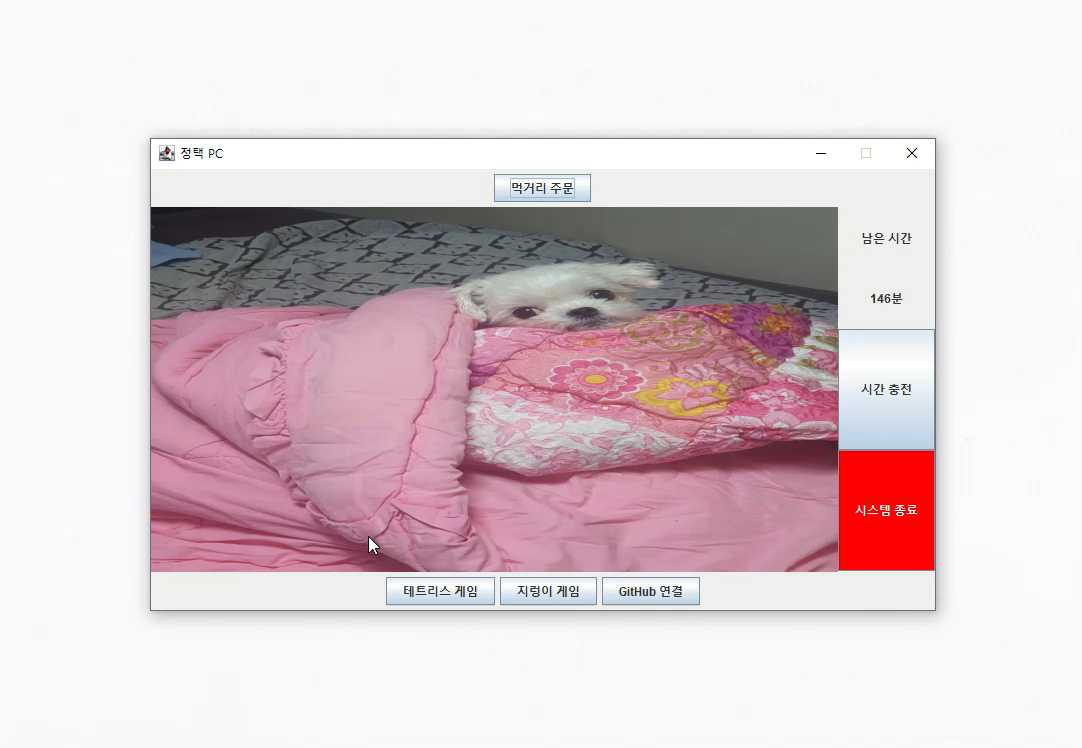 정택 PC
먹거리 주문
남은 시간
146분
시간 충전
시스템 종료
테트리스 게임
지렁이 게임
GitHub 연결